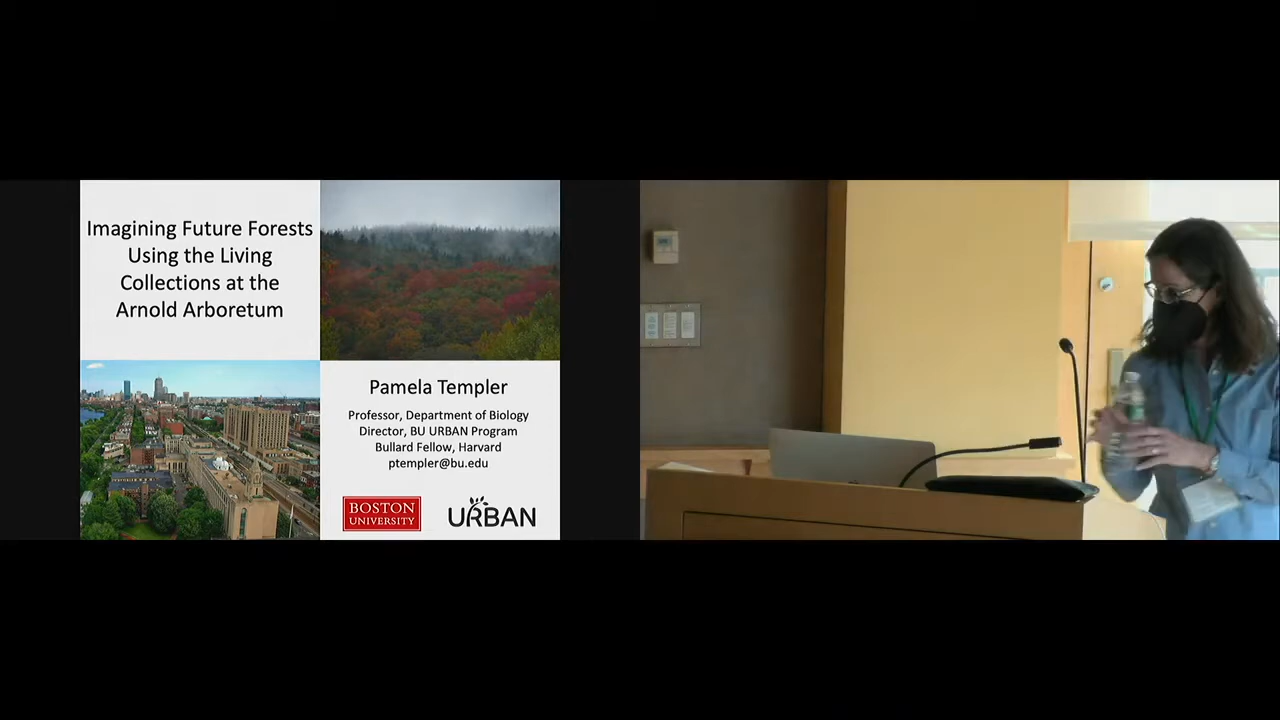 Imagining Future Forests
Using the Living
Collections at the
Arnold Arboretum
Pamela Templer
Professor, Department of Biology
Director, BU URBAN Program
Bullard Fellow, Harvard
ptempler@bu.edu
BOSTON
UNIVERSITY
URBAN